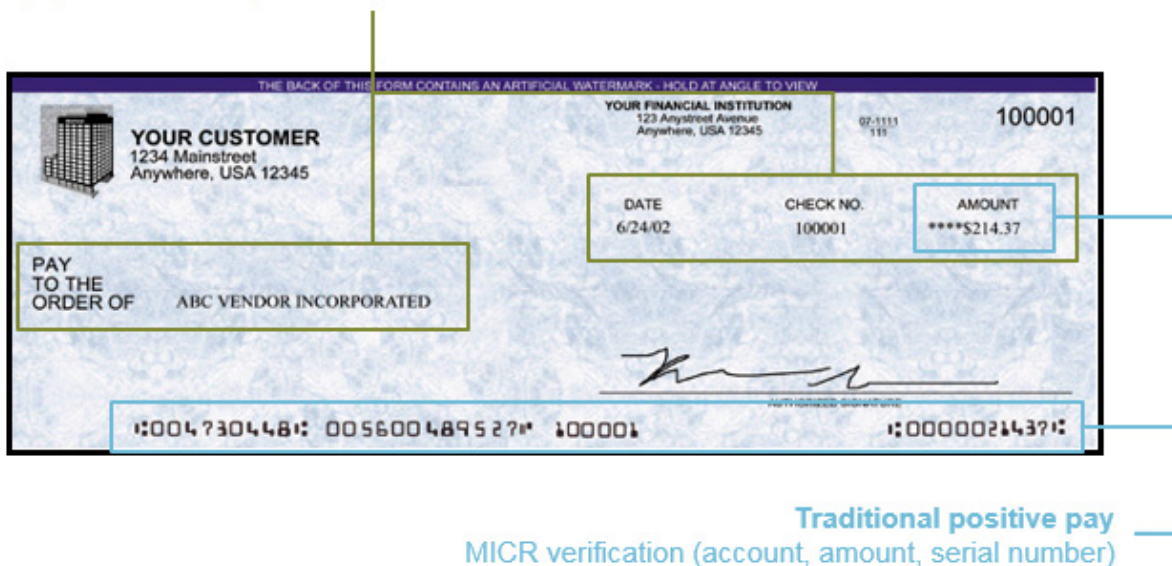 THE BACK OF THIS FORM CONTAINS AN ARTIFICIAL WATERMARK - HOLD AT ANGLE TO VIEW
YOUR CUSTOMER
1234 Mainstreet
Anywhere, USA 12345
YOUR FINANCIAL INSTITUTION
123 Anystreet Avenue
Anywhere, USA 12345
07-1111
111
100001
DATE
CHECK NO.
AMOUNT
6/24/02
100001
****$214.37
PAY
TO THE
ORDER OF
ABC VENDOR INCORPORATED
AUTHORIZED SIGNATURE
⑆004730448⑆ 005600489527⑈ 100001 ⑆0000021437⑆
Traditional positive pay
MICR verification (account, amount, serial number)